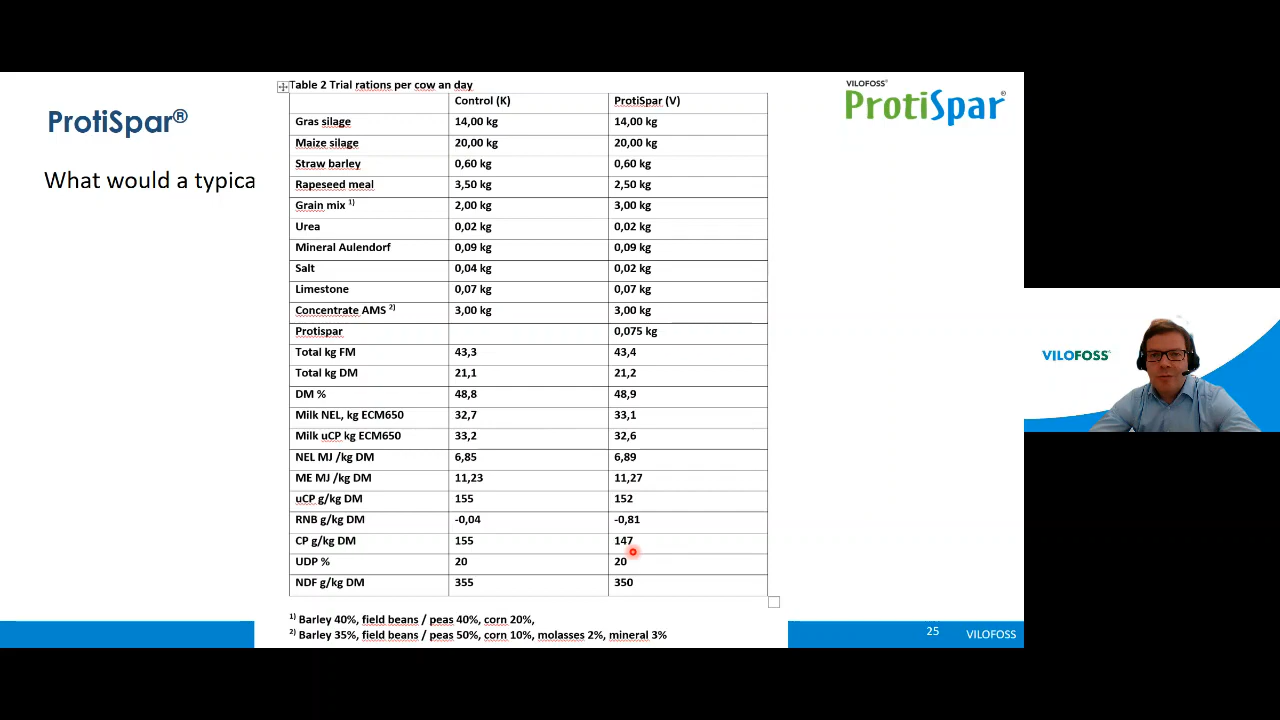 ProtiSpar®
What would a typica
Table 2 Trial rations per cow an day
Control (K) ProtiSpar (V)
Gras silage 14,00 kg 14,00 kg
Maize silage 20,00 kg 20,00 kg
Straw barley 0,60 kg 0,60 kg
Rapeseed meal 3,50 kg 2,50 kg
Grain mix 1) 2,00 kg 3,00 kg
Urea 0,02 kg 0,02 kg
Mineral Aulendorf 0,09 kg 0,09 kg
Salt 0,04 kg 0,02 kg
Limestone 0,07 kg 0,07 kg
Concentrate AMS 2) 3,00 kg 3,00 kg
Protispar 0,075 kg
Total kg FM 43,3 43,4
Total kg DM 21,1 21,2
DM % 48,8 48,9
Milk NEL, kg ECM650 32,7 33,1
Milk uCP kg ECM650 33,2 32,6
NEL MJ /kg DM 6,85 6,89
ME MJ /kg DM 11,23 11,27
uCP g/kg DM 155 152
RNB g/kg DM -0,04 -0,81
CP g/kg DM 155 147
UDP % 20 20
NDF g/kg DM 355 350
1) Barley 40%, field beans / peas 40%, corn 20%,
2) Barley 35%, field beans / peas 50%, corn 10%, molasses 2%, mineral 3%
VILOFOSS®
ProtiSpar®
25 VILOFOSS
VILOFOSS®